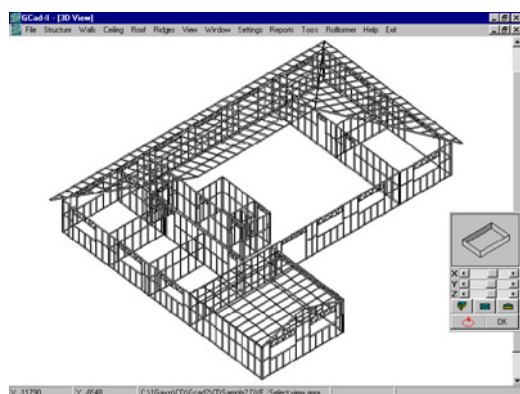 GCad-II - [3D View]
File Structure Walls Ceiling Roof Ridges View Window Settings Reports Toos Rollformer Help Exit
X
Y
Z
OK
X: 11790 Y: -8548 Select view area